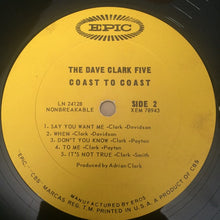 EPIC
THE DAVE CLARK FIVE
COAST TO COAST
LN 24128
NONBREAKABLE
SIDE 2
XEM 78943
1. SAY YOU WANT ME -Clark-Davidson
2. WHEN -Clark-Davidson
3. DON'T YOU KNOW -Clark-Peyton
4. TO ME -Clark-Peyton
5. IT'S NOT TRUE -Clark-Smith
Produced by Adrian Clark
MANUFACTURED BY EPIC
EPIC, "CBS" MARCAS REG. T.M. PRINTED IN U.S.A. A PRODUCT OF CBS